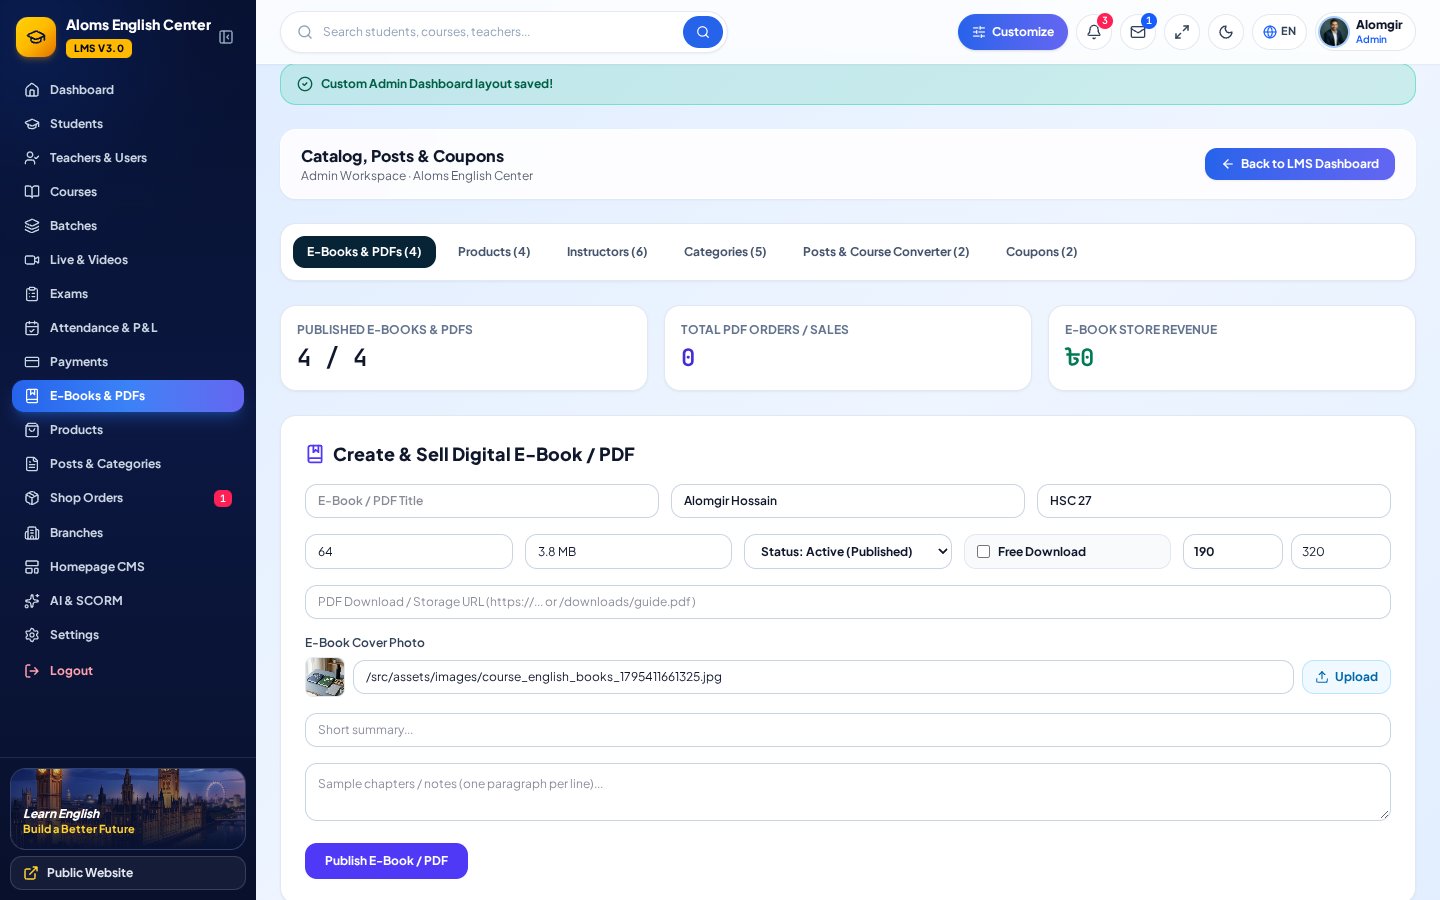 Aloms English Center
LMS V3.0
Search students, courses, teachers...
Customize
3
1
EN
Alomgir
Admin
Dashboard
Students
Teachers & Users
Courses
Batches
Live & Videos
Exams
Attendance & P&L
Payments
E-Books & PDFs
Products
Posts & Categories
Shop Orders
1
Branches
Homepage CMS
AI & SCORM
Settings
Logout
Learn English
Build a Better Future
Public Website
Custom Admin Dashboard layout saved!
Catalog, Posts & Coupons
Admin Workspace · Aloms English Center
Back to LMS Dashboard
E-Books & PDFs (4)
Products (4)
Instructors (6)
Categories (5)
Posts & Course Converter (2)
Coupons (2)
PUBLISHED E-BOOKS & PDFS
4 / 4
TOTAL PDF ORDERS / SALES
0
E-BOOK STORE REVENUE
৳0
Create & Sell Digital E-Book / PDF
E-Book / PDF Title
Alomgir Hossain
HSC 27
64
3.8 MB
Status: Active (Published)
Free Download
190
320
PDF Download / Storage URL (https://... or /downloads/guide.pdf)
E-Book Cover Photo
/src/assets/images/course_english_books_1795411661325.jpg
Upload
Short summary...
Sample chapters / notes (one paragraph per line)...
Publish E-Book / PDF